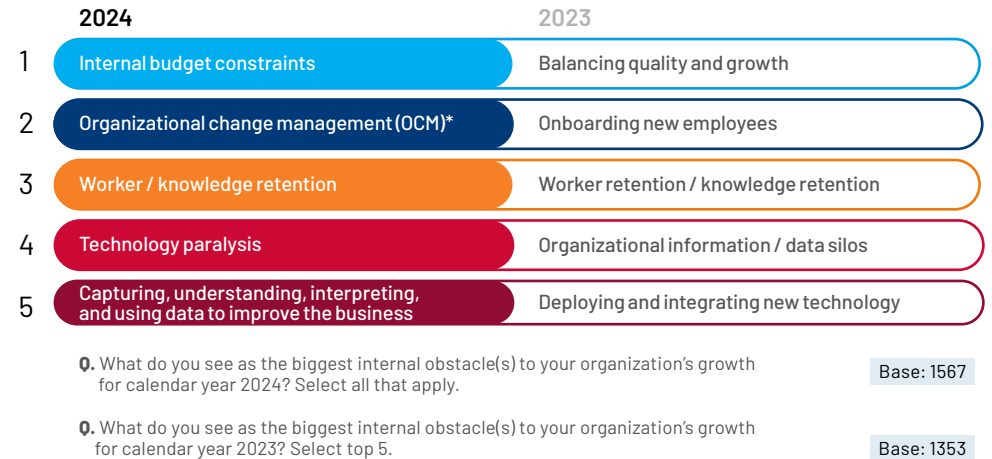 2024 2023
1 Internal budget constraints Balancing quality and growth
2 Organizational change management (OCM)* Onboarding new employees
3 Worker / knowledge retention Worker retention / knowledge retention
4 Technology paralysis Organizational information / data silos
5 Capturing, understanding, interpreting,
and using data to improve the business Deploying and integrating new technology
Q. What do you see as the biggest internal obstacle(s) to your organization's growth
for calendar year 2024? Select all that apply. Base: 1567
Q. What do you see as the biggest internal obstacle(s) to your organization's growth
for calendar year 2023? Select top 5. Base: 1353